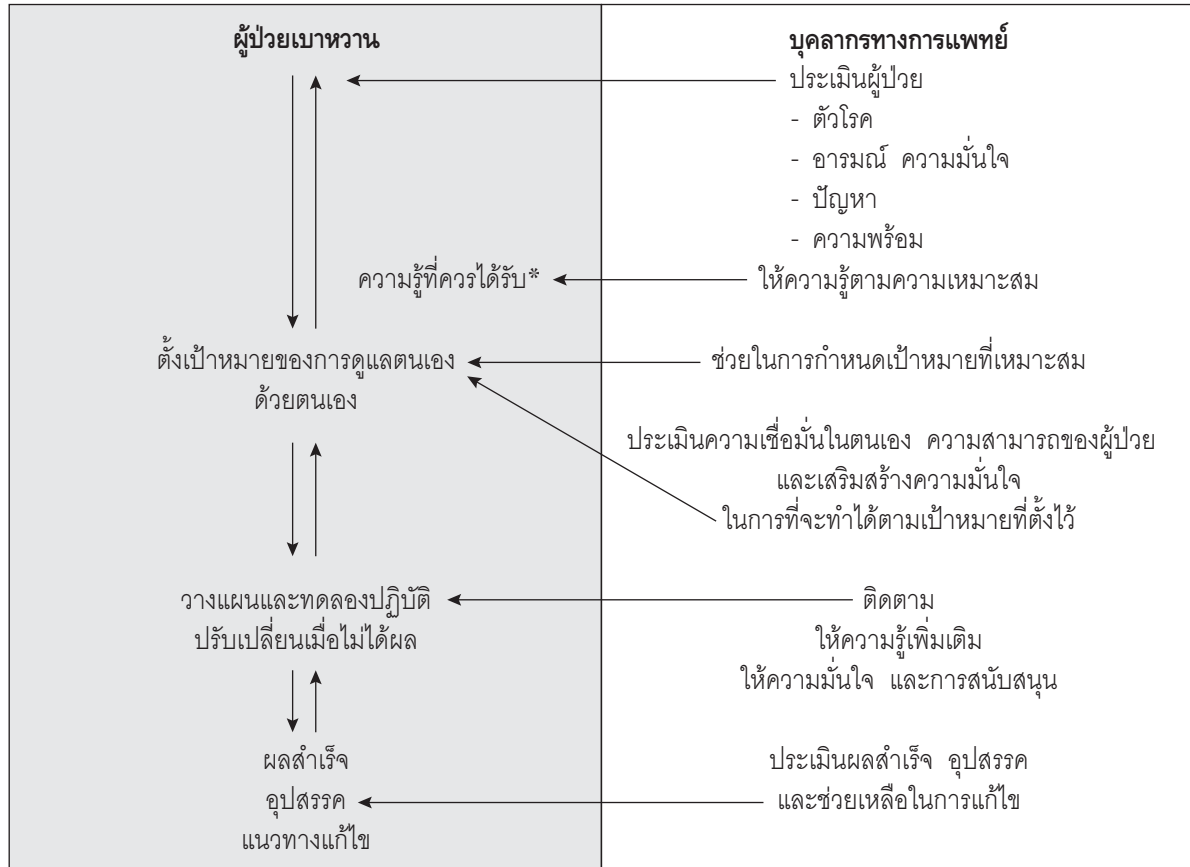 ผู้ป่วยเบาหวาน
บุคลากรทางการแพทย์
ประเมินผู้ป่วย
- ตัวโรค
- อารมณ์ ความมั่นใจ
- ปัญหา
- ความพร้อม
ความรู้ที่ควรได้รับ*
ให้ความรู้ตามความเหมาะสม
ตั้งเป้าหมายของการดูแลตนเอง
ด้วยตนเอง
ช่วยในการกำหนดเป้าหมายที่เหมาะสม
ประเมินความเชื่อมั่นในตนเอง ความสามารถของผู้ป่วย
และเสริมสร้างความมั่นใจ
ในการที่จะทำได้ตามเป้าหมายที่ตั้งไว้
วางแผนและทดลองปฏิบัติ
ปรับเปลี่ยนเมื่อไม่ได้ผล
ติดตาม
ให้ความรู้เพิ่มเติม
ให้ความมั่นใจ และการสนับสนุน
ผลสำเร็จ
อุปสรรค
แนวทางแก้ไข
ประเมินผลสำเร็จ อุปสรรค
และช่วยเหลือในการแก้ไข